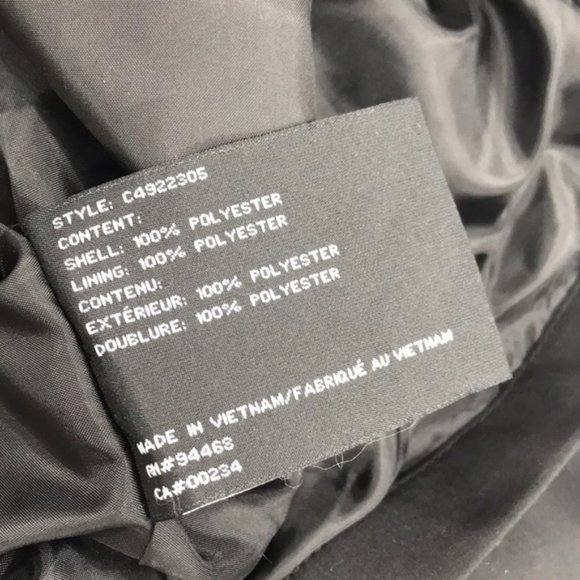 STYLE: C4922305
CONTENT:
SHELL: 100% POLYESTER
LINING: 100% POLYESTER
CONTENU:
EXTÉRIEUR: 100% POLYESTER
DOUBLURE: 100% POLYESTER
MADE IN VIETNAM/FABRIQUÉ AU VIETNAM
RN#94463
CA#00234